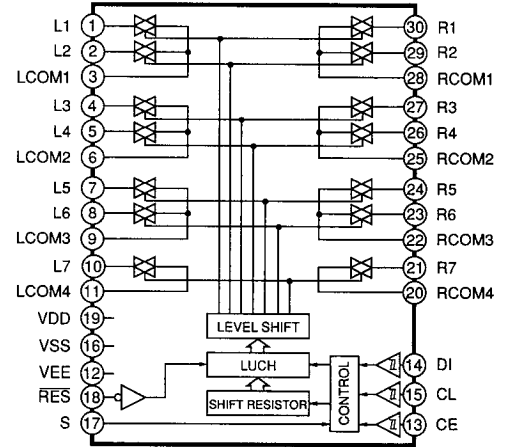 L1 1 30 R1
L2 2 29 R2
LCOM1 3 28 RCOM1
L3 4 27 R3
L4 5 26 R4
LCOM2 6 25 RCOM2
L5 7 24 R5
L6 8 23 R6
LCOM3 9 22 RCOM3
L7 10 21 R7
LCOM4 11 20 RCOM4
VDD 19
LEVEL SHIFT
VSS 16
VEE 12
LUCH
CONTROL
14 DI
RES 18
SHIFT RESISTOR
15 CL
S 17
13 CE